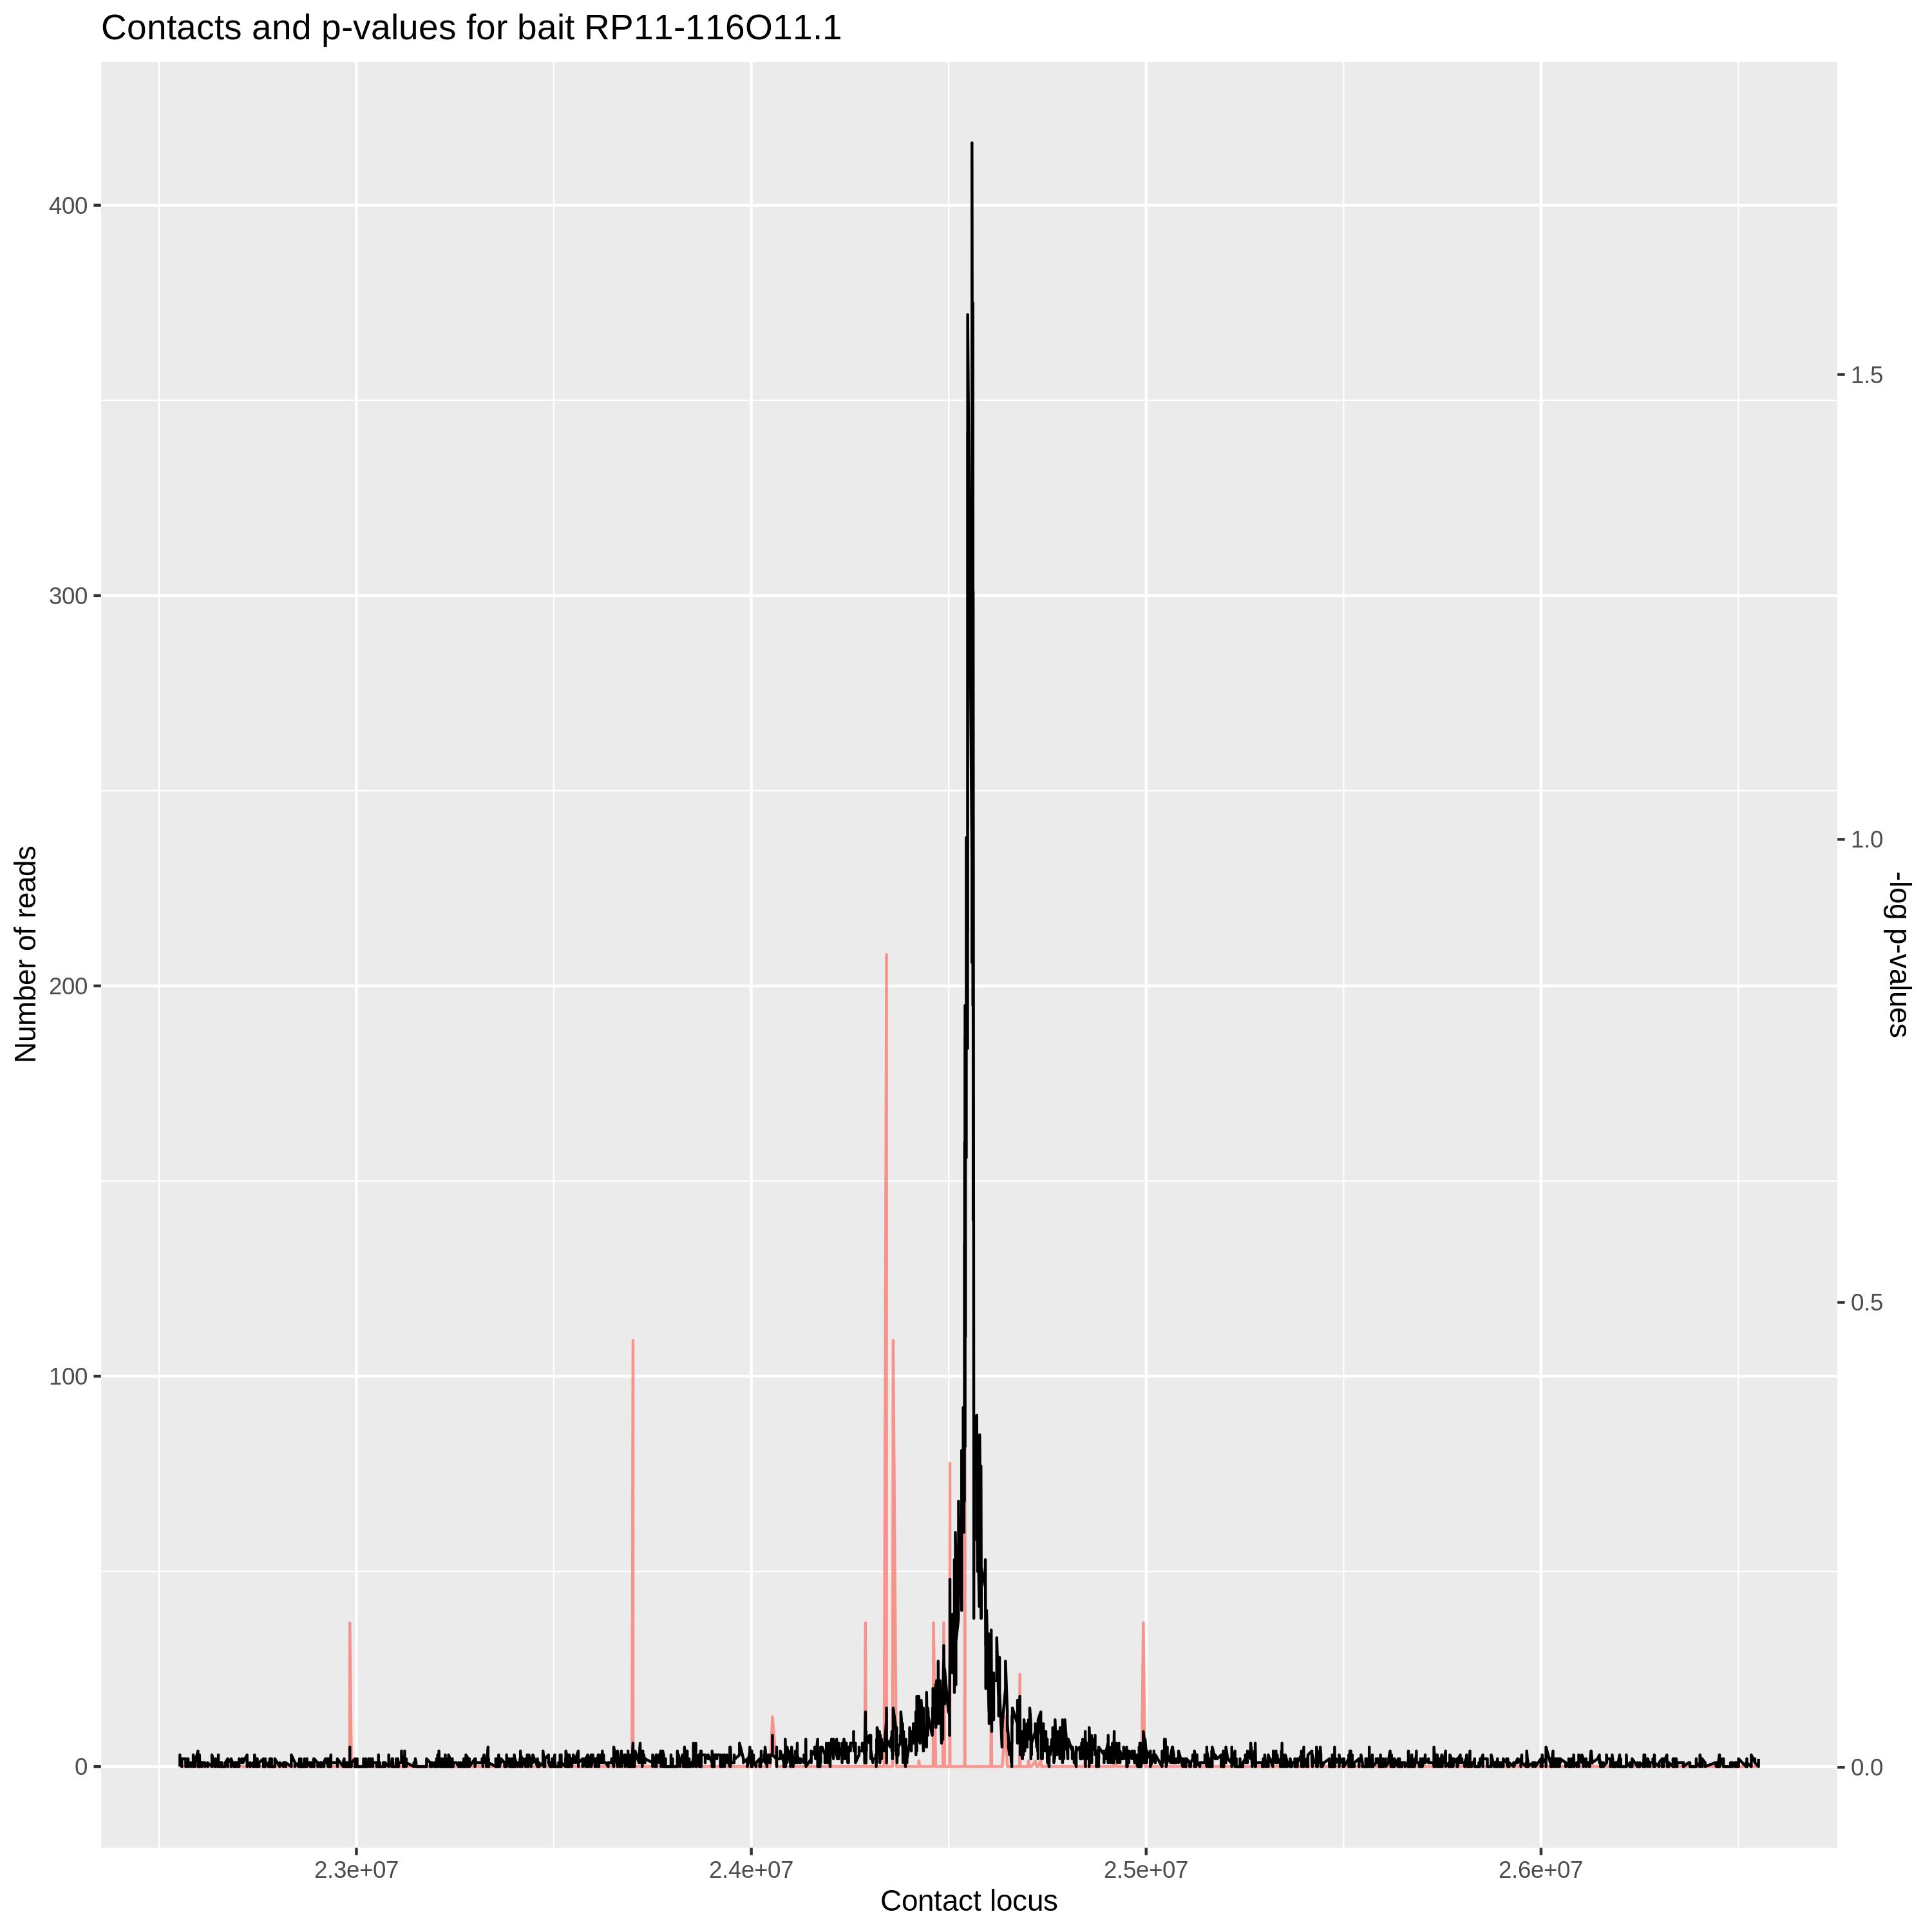 Contacts and p-values for bait RP11-116O11.1
400
300
200
100
0
Number of reads
1.5
1.0
0.5
0.0
-log p-values
2.3e+07
2.4e+07
2.5e+07
2.6e+07
Contact locus